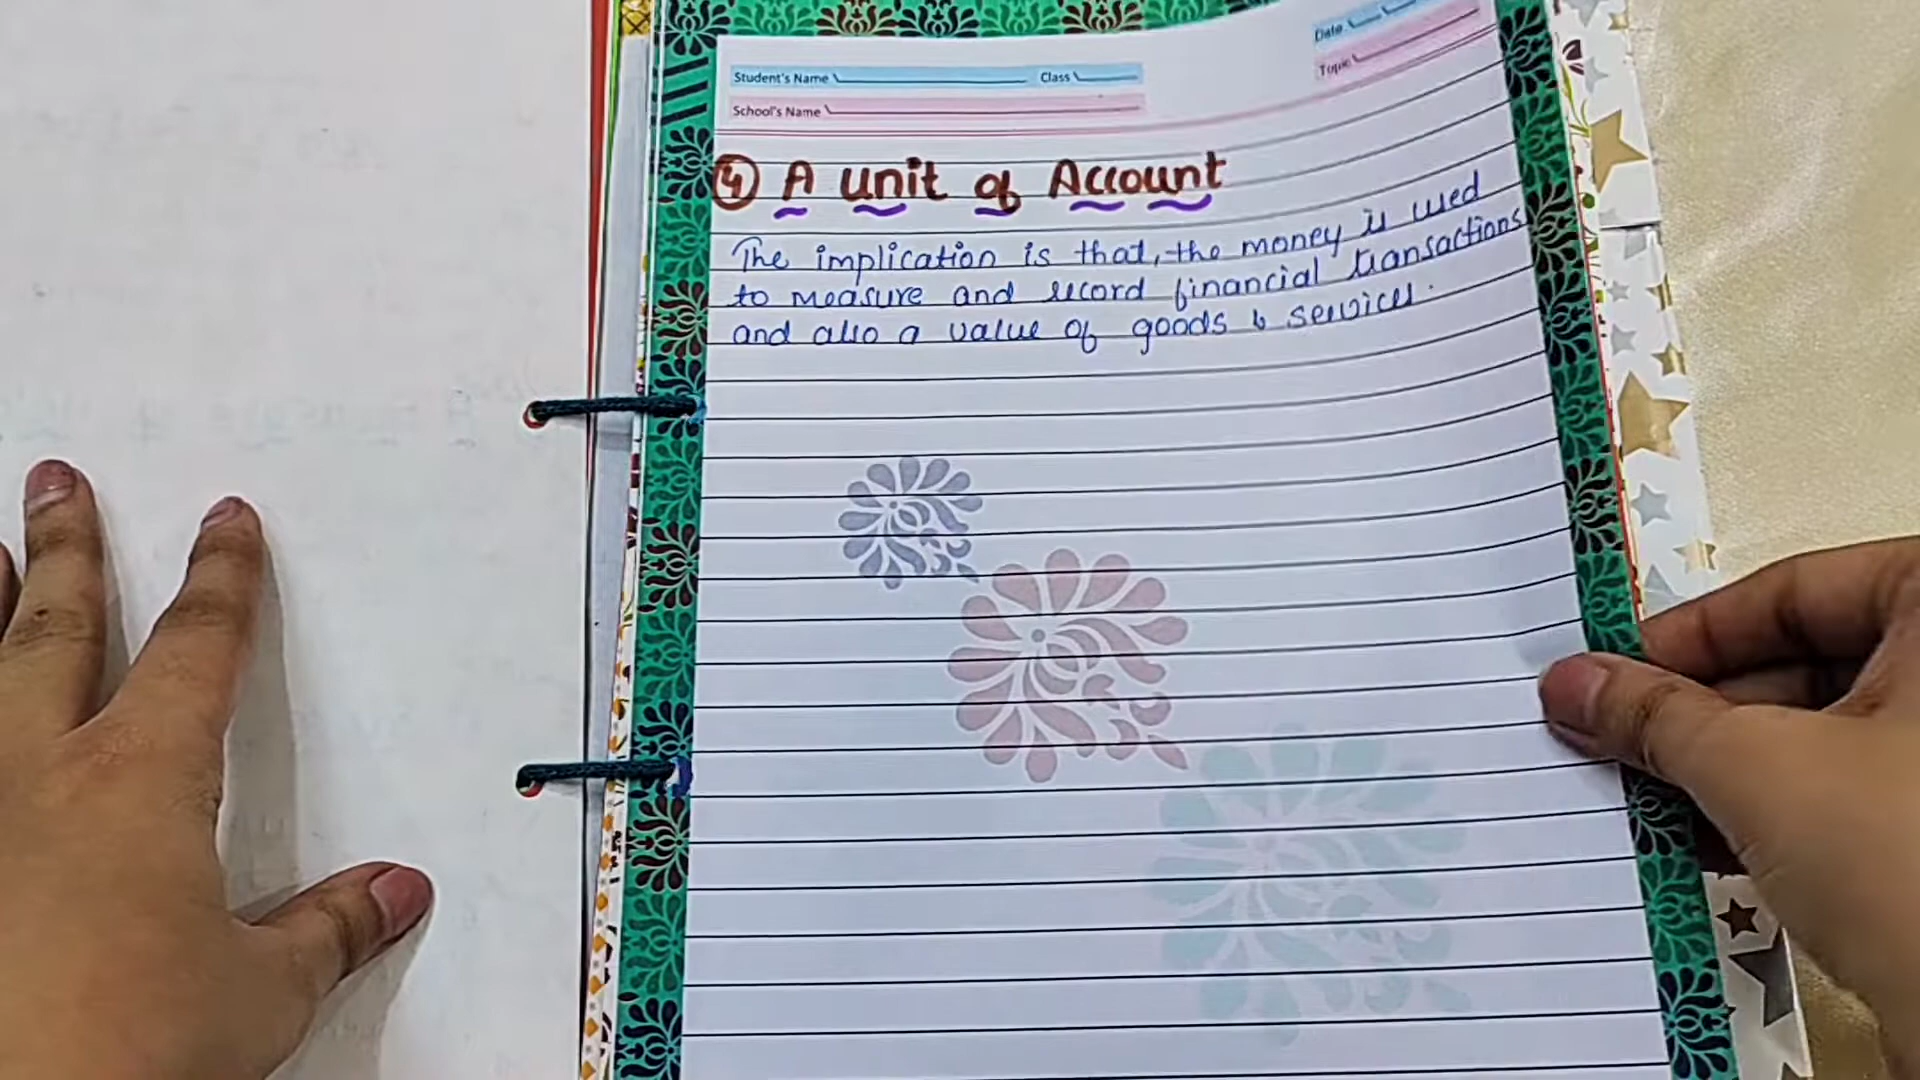 Date
Student's Name Class
Topic
School's Name
4 A Unit of Account
The implication is that, the money is used
to measure and record financial transactions
and also a value of goods & services.